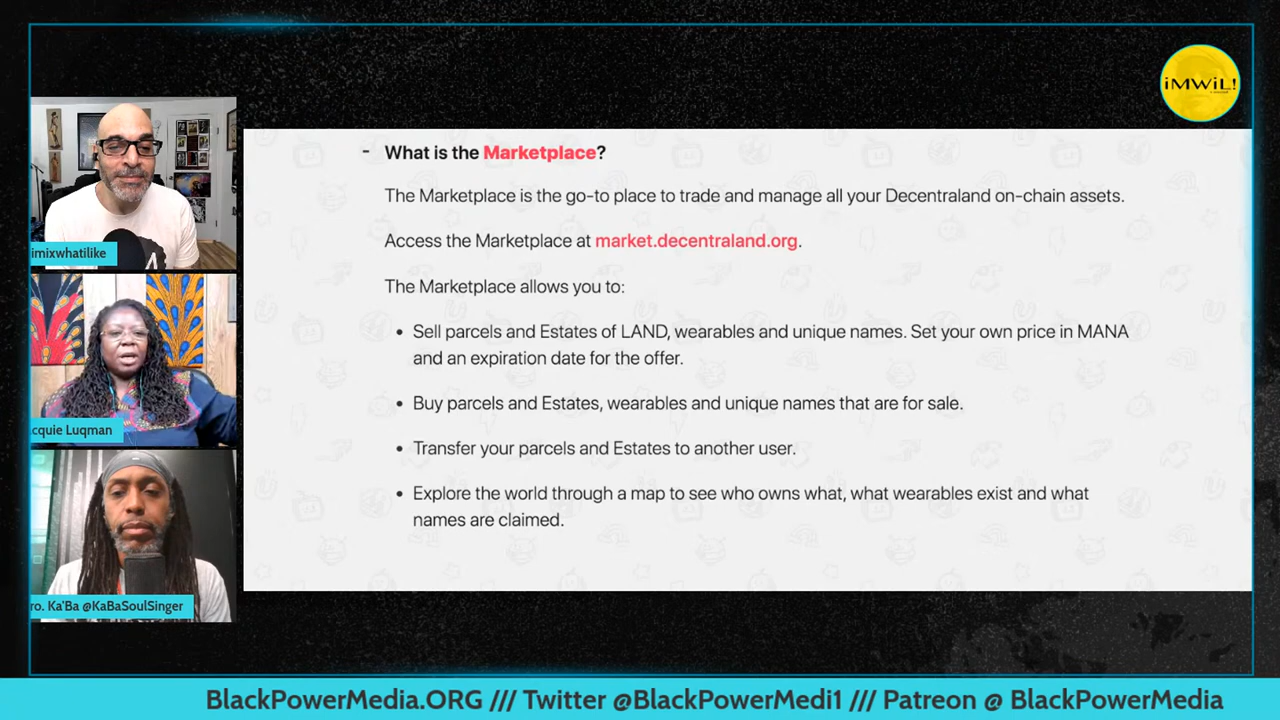 iMWiL!
- What is the Marketplace?
The Marketplace is the go-to place to trade and manage all your Decentraland on-chain assets.
Access the Marketplace at market.decentraland.org.
The Marketplace allows you to:
• Sell parcels and Estates of LAND, wearables and unique names. Set your own price in MANA
and an expiration date for the offer.
• Buy parcels and Estates, wearables and unique names that are for sale.
• Transfer your parcels and Estates to another user.
• Explore the world through a map to see who owns what, what wearables exist and what
names are claimed.
imixwhatilike
cquie Luqman
ro. Ka'Ba @KaBaSoulSinger
BlackPowerMedia.ORG /// Twitter @BlackPowerMedi1 /// Patreon @ BlackPowerMedia